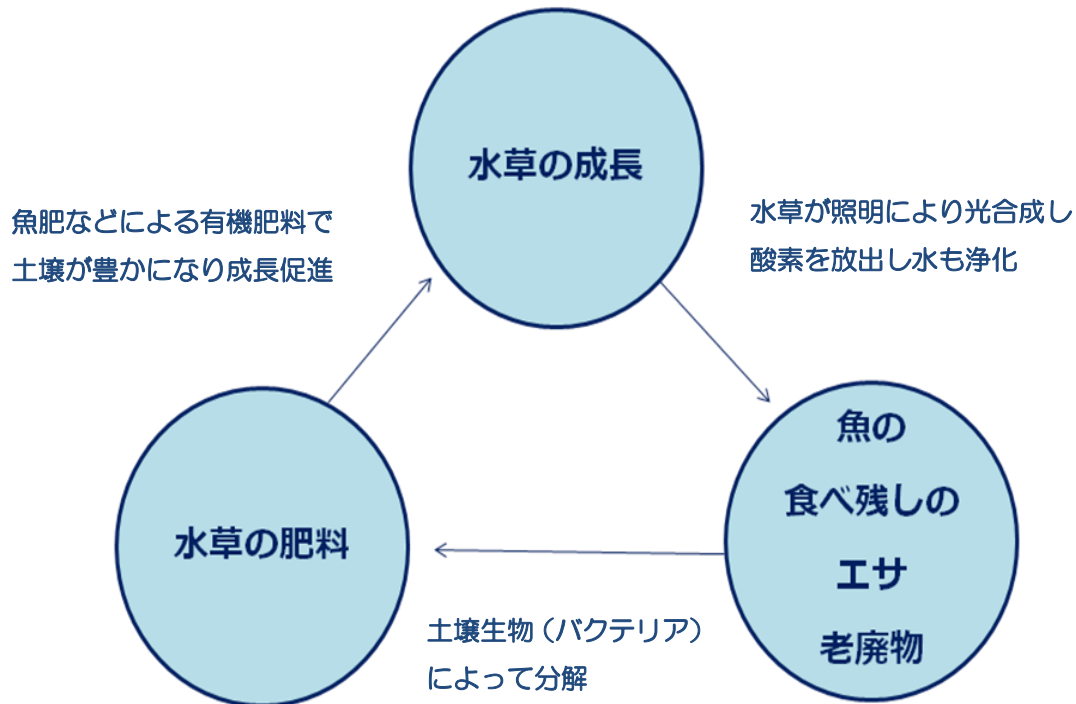 水草の成長
魚肥などによる有機肥料で
土壌が豊かになり成長促進
水草が照明により光合成し
酸素を放出し水も浄化
魚の
食べ残しの
エサ
老廃物
水草の肥料
土壌生物（バクテリア）
によって分解